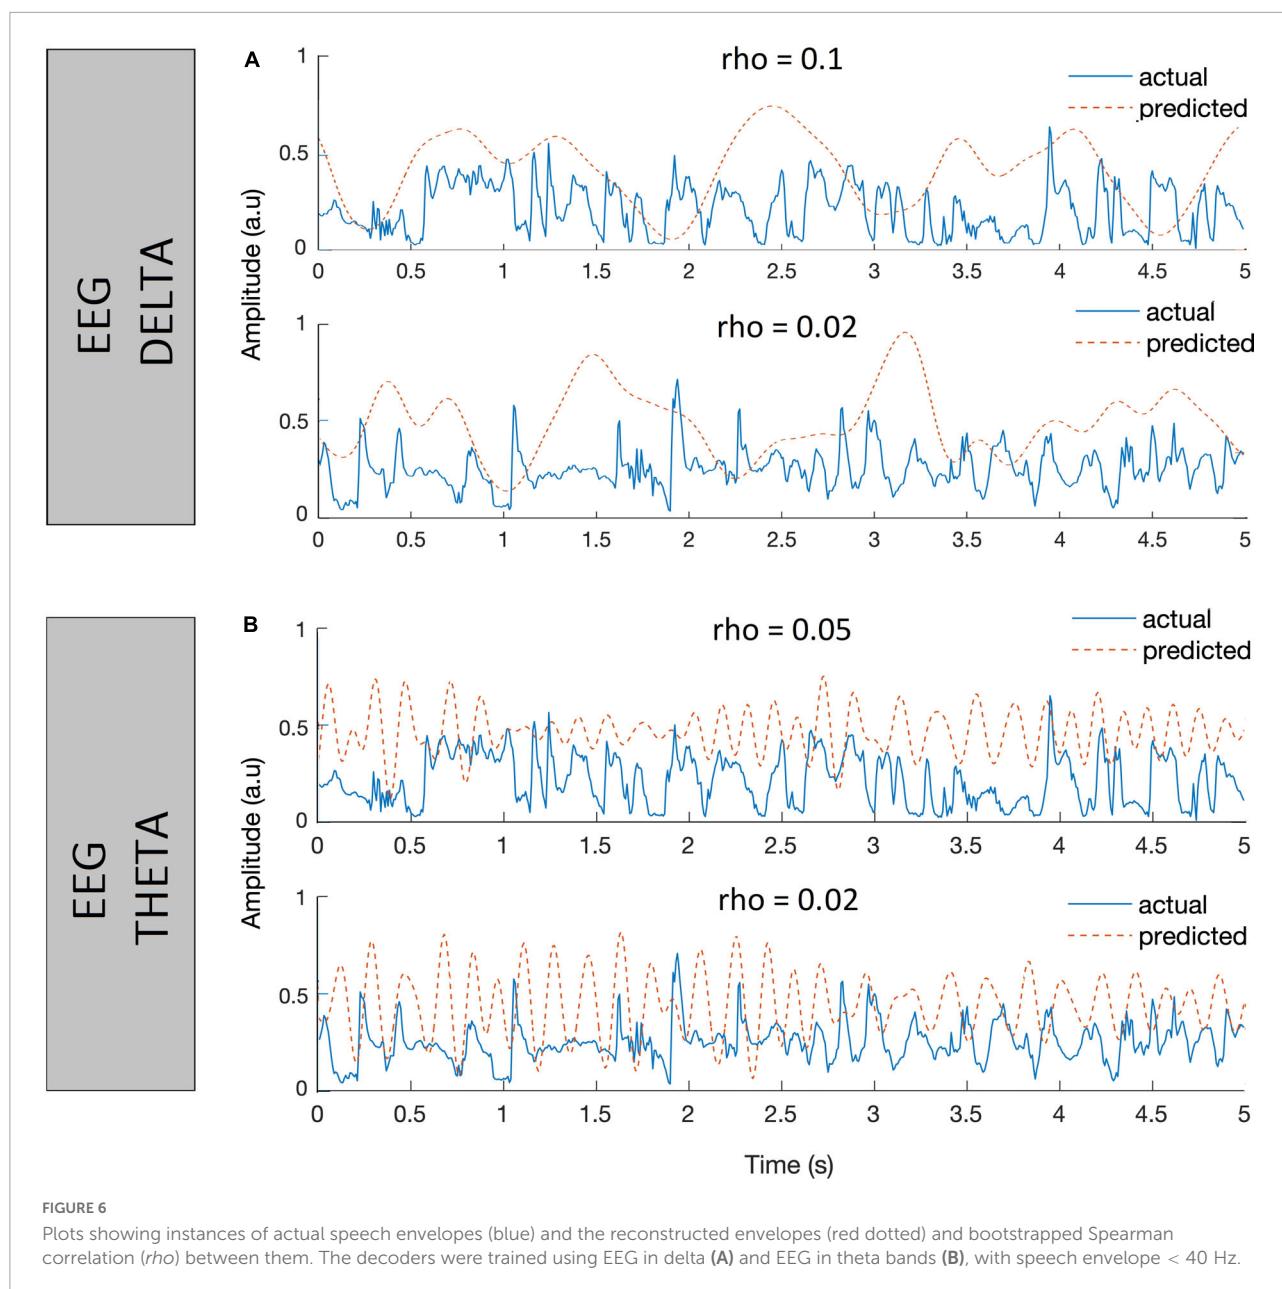 EEG
DELTA
A
rho = 0.1
actual
predicted
1
0.5
0
0 0.5 1 1.5 2 2.5 3 3.5 4 4.5 5
Amplitude (a.u)
rho = 0.02
actual
predicted
1
0.5
0
0 0.5 1 1.5 2 2.5 3 3.5 4 4.5 5
EEG
THETA
B
rho = 0.05
actual
predicted
1
0.5
0
0 0.5 1 1.5 2 2.5 3 3.5 4 4.5 5
Amplitude (a.u)
rho = 0.02
actual
predicted
1
0.5
0
0 0.5 1 1.5 2 2.5 3 3.5 4 4.5 5
Time (s)
FIGURE 6
Plots showing instances of actual speech envelopes (blue) and the reconstructed envelopes (red dotted) and bootstrapped Spearman
correlation (rho) between them. The decoders were trained using EEG in delta (A) and EEG in theta bands (B), with speech envelope < 40 Hz.